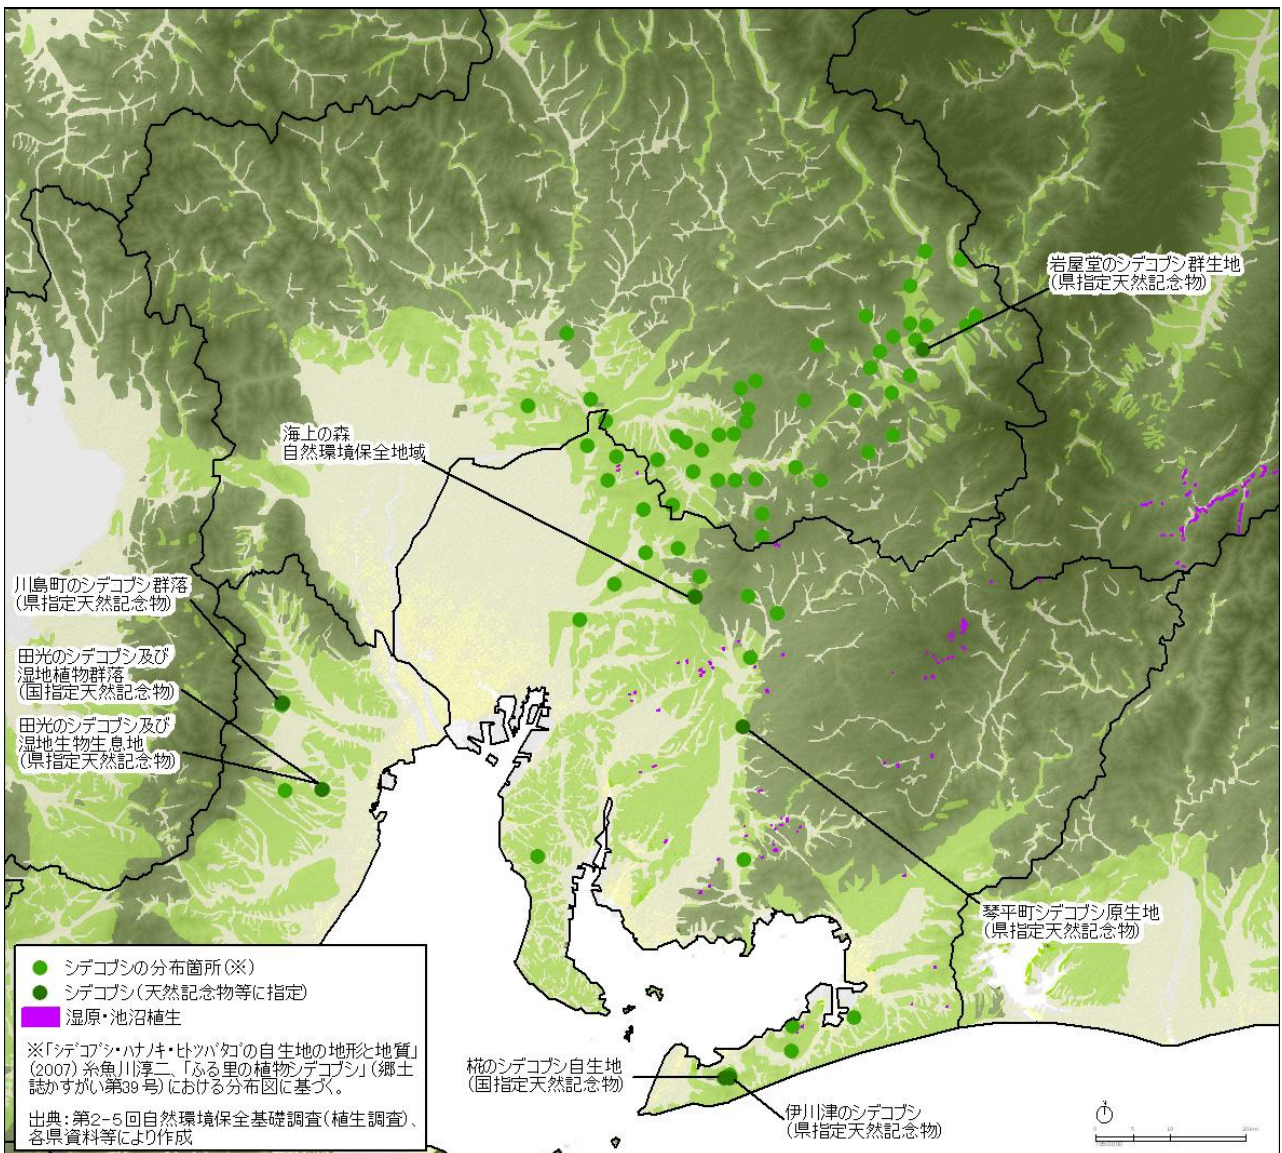 岩屋堂のシデコブシ群生地
(県指定天然記念物)
海上の森
自然環境保全地域
川島町のシデコブシ群落
(県指定天然記念物)
田光のシデコブシ及び
湿地植物群落
(国指定天然記念物)
田光のシデコブシ及び
湿地生物生息地
(県指定天然記念物)
琴平町シデコブシ原生地
(県指定天然記念物)
椛のシデコブシ自生地
(国指定天然記念物)
伊川津のシデコブシ
(県指定天然記念物)
シデコブシの分布箇所(※)
シデコブシ(天然記念物等に指定)
湿原・池沼植生
※「シデコブシ・ハナノキ・ヒトツバタゴの自生地の地形と地質」
(2007) 糸魚川淳二、「ふる里の植物シデコブシ」(郷土
誌かすがい第39号)における分布図に基づく。
出典:第2-5回自然環境保全基礎調査(植生調査)、
各県資料等により作成
0 5 10 20km